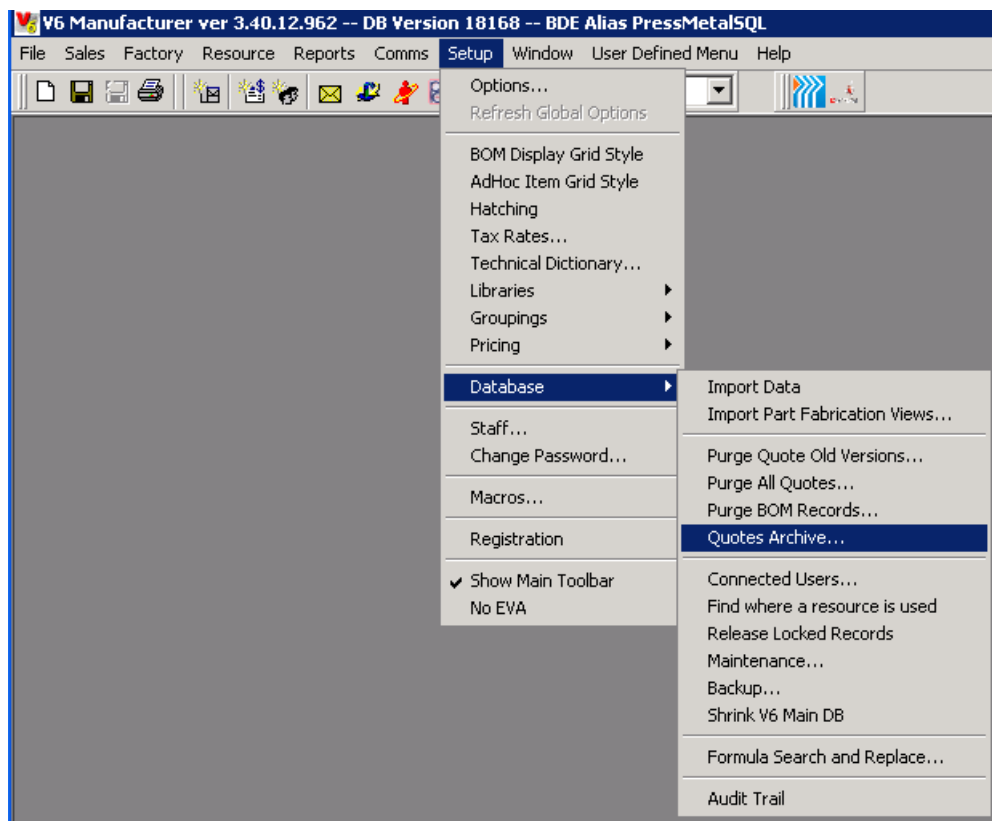 V6 Manufacturer ver 3.40.12.962 -- DB Version 18168 -- BDE Alias PressMetalSQL
File Sales Factory Resource Reports Comms Setup Window User Defined Menu Help
Options...
Refresh Global Options
BOM Display Grid Style
AdHoc Item Grid Style
Hatching
Tax Rates...
Technical Dictionary...
Libraries
Groupings
Pricing
Database
Staff...
Change Password...
Macros...
Registration
Show Main Toolbar
No EVA
Import Data
Import Part Fabrication Views...
Purge Quote Old Versions...
Purge All Quotes...
Purge BOM Records...
Quotes Archive...
Connected Users...
Find where a resource is used
Release Locked Records
Maintenance...
Backup...
Shrink V6 Main DB
Formula Search and Replace...
Audit Trail